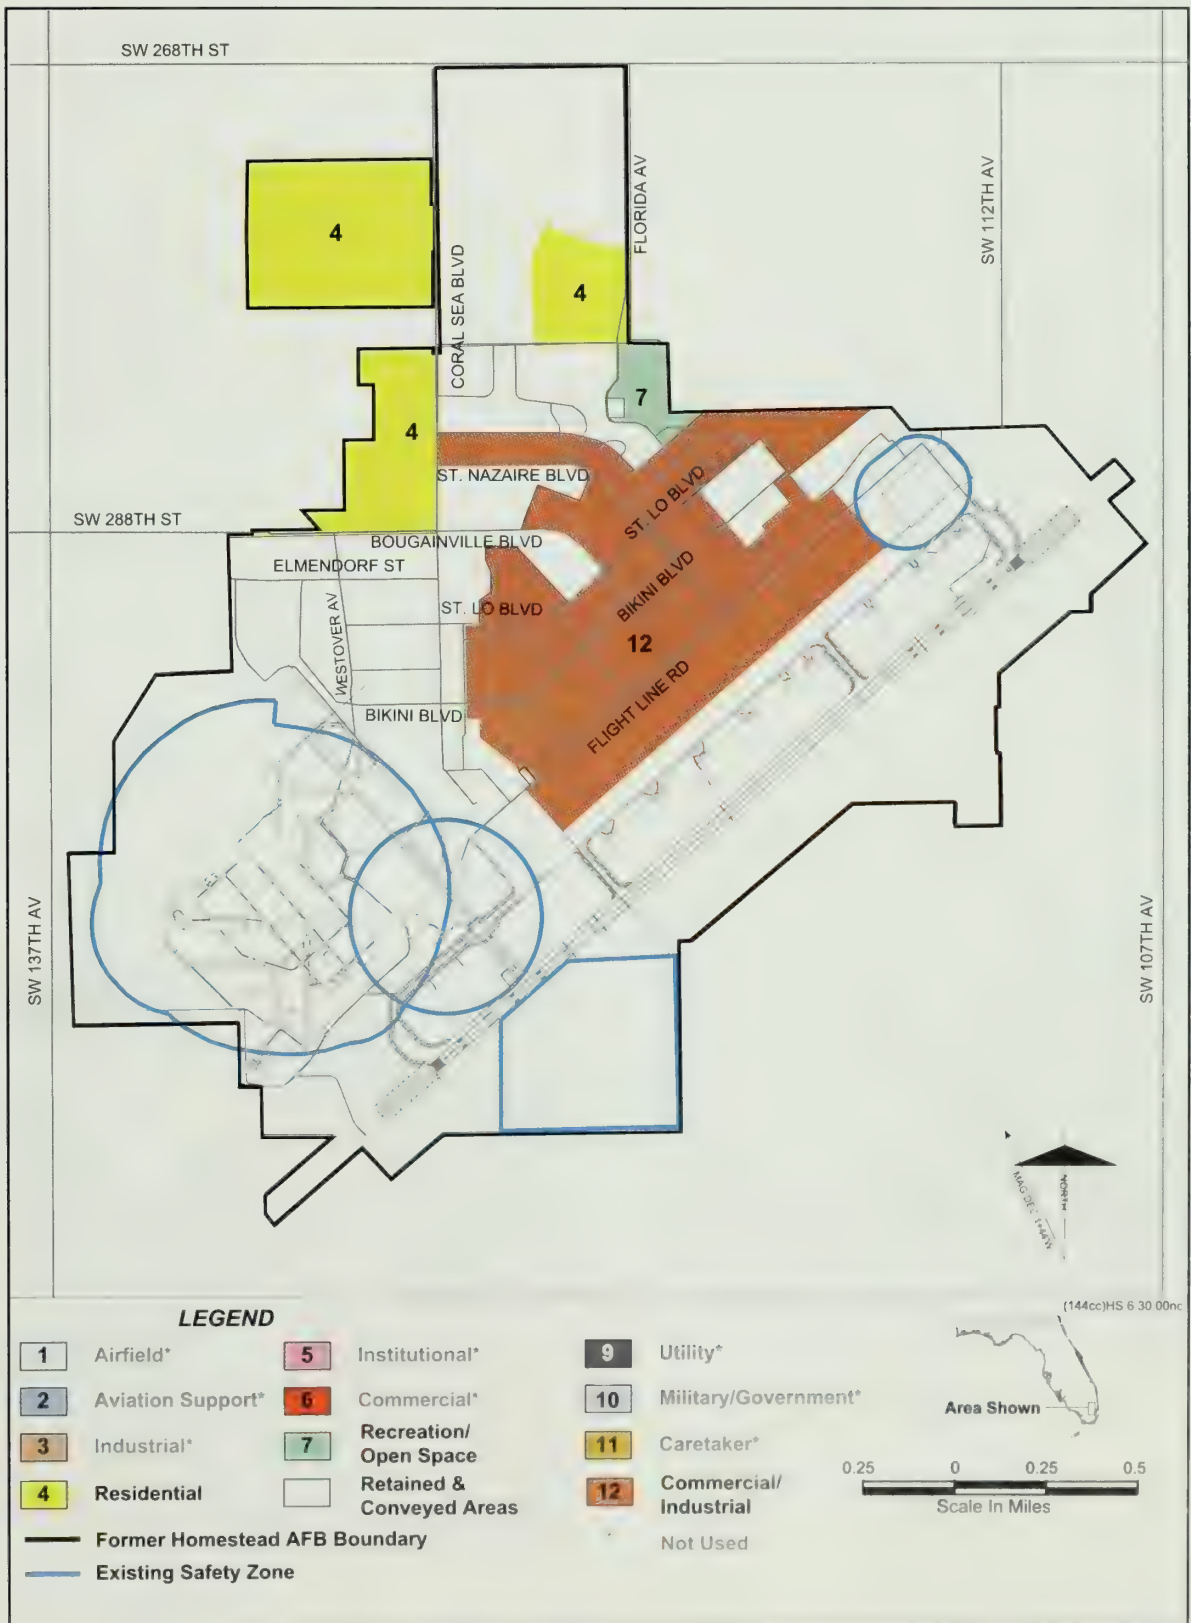 SW 268TH ST
FLORIDA AV
SW 112TH AV
4
CORAL SEA BLVD
4
7
4
ST. NAZAIRE BLVD
ST. LO BLVD
SW 288TH ST
BOUGAINVILLE BLVD
ELMENDORF ST
BIKINI BLVD
WESTOVER AV
ST. LO BLVD
12
FLIGHT LINE RD
BIKINI BLVD
SW 137TH AV
SW 107TH AV
NORTH
(144cc)HS 6 30 00nc
LEGEND
1 Airfield*
2 Aviation Support*
3 Industrial*
4 Residential
5 Institutional*
6 Commercial*
7 Recreation/
Open Space
Retained &
Conveyed Areas
9 Utility*
10 Military/Government*
11 Caretaker*
12 Commercial/
Industrial
* Not Used
Former Homestead AFB Boundary
Existing Safety Zone
Area Shown
0.25 0 0.25 0.5
Scale In Miles